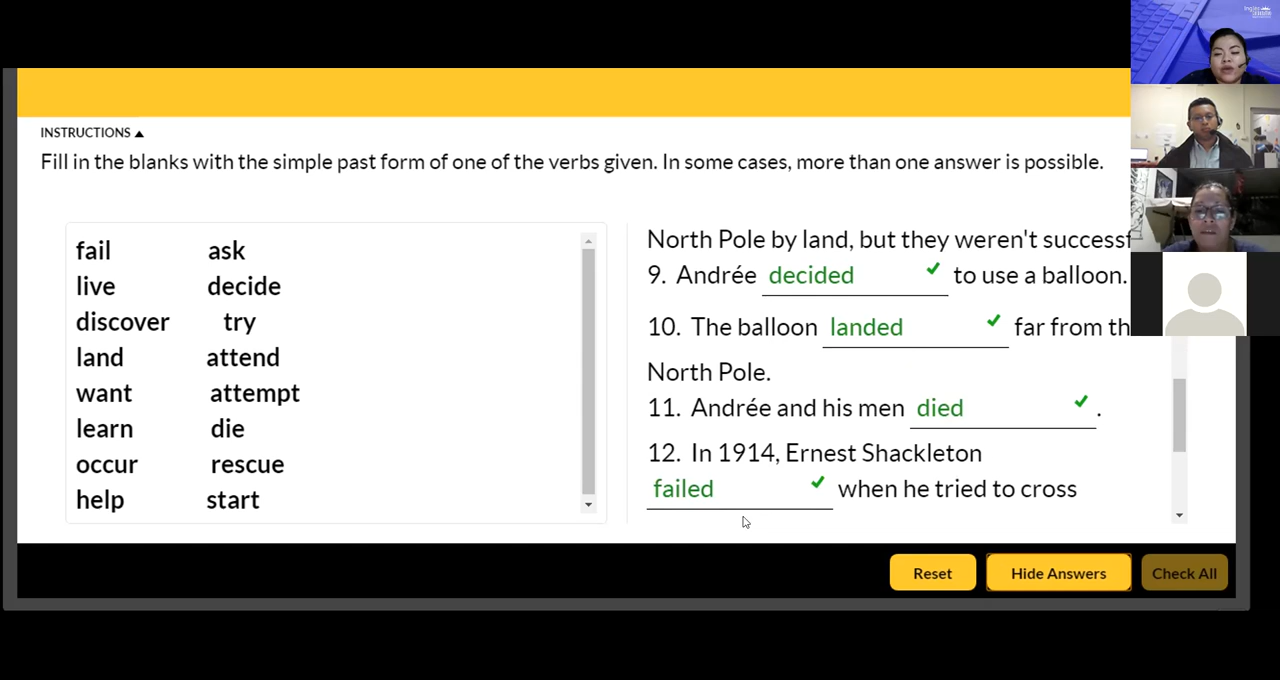 INSTRUCTIONS
Fill in the blanks with the simple past form of one of the verbs given. In some cases, more than one answer is possible.
fail ask
live decide
discover try
land attend
want attempt
learn die
occur rescue
help start
North Pole by land, but they weren't successf
9. Andrée decided to use a balloon.
10. The balloon landed far from th
North Pole.
11. Andrée and his men died .
12. In 1914, Ernest Shackleton
failed when he tried to cross
Reset Hide Answers Check All